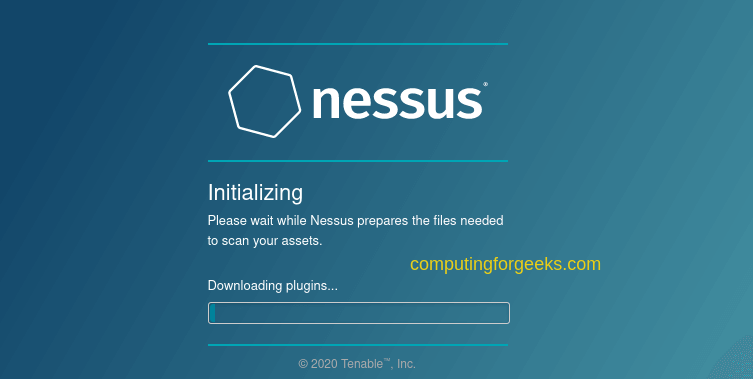 nessus®
Initializing
Please wait while Nessus prepares the files needed
to scan your assets.
computingforgeeks.com
Downloading plugins...
© 2020 Tenable™, Inc.